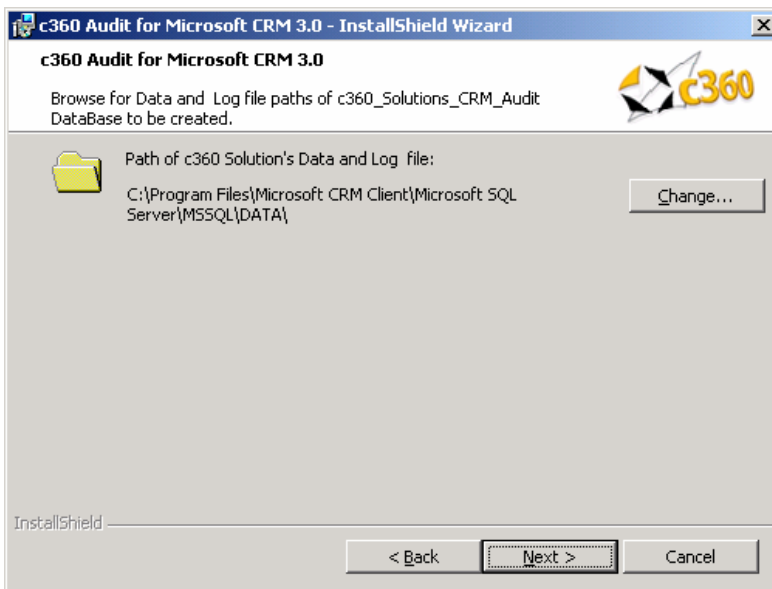 c360 Audit for Microsoft CRM 3.0 - InstallShield Wizard
c360 Audit for Microsoft CRM 3.0
c360
Browse for Data and Log file paths of c360_Solutions_CRM_Audit
DataBase to be created.
Path of c360 Solution's Data and Log file:
C:\Program Files\Microsoft CRM Client\Microsoft SQL
Server\MSSQL\DATA\
Change...
InstallShield
< Back
Next >
Cancel